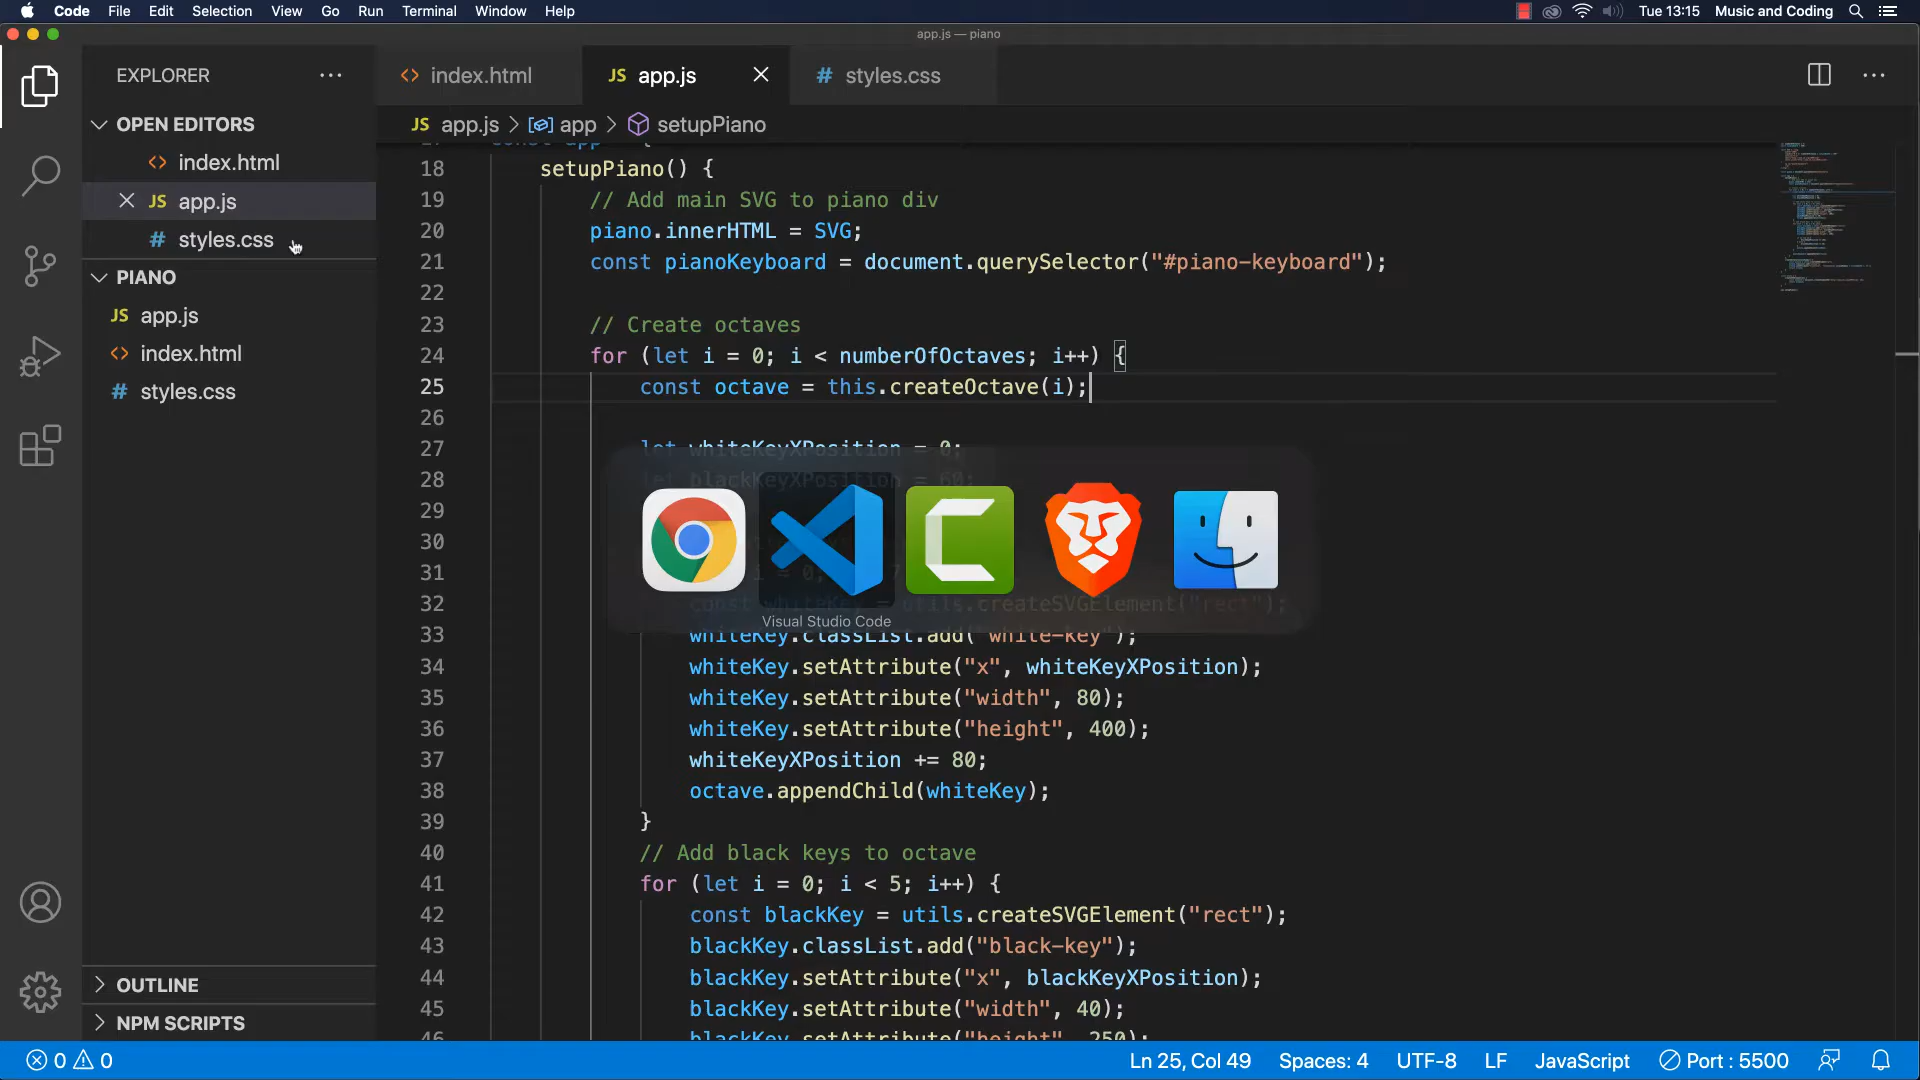 Code File Edit Selection View Go Run Terminal Window Help
Tue 13:15 Music and Coding
app.js — piano
EXPLORER
OPEN EDITORS
index.html
JS app.js
# styles.css
PIANO
JS app.js
index.html
# styles.css
OUTLINE
NPM SCRIPTS
index.html
JS app.js
# styles.css
JS app.js > app > setupPiano
18 setupPiano() {
19 // Add main SVG to piano div
20 piano.innerHTML = SVG;
21 const pianoKeyboard = document.querySelector("#piano-keyboard");
22
23 // Create octaves
24 for (let i = 0; i < numberOfOctaves; i++) {
25 const octave = this.createOctave(i);
26
27 let whiteKeyXPosition = 0;
28 let blackKeyXPosition = 60;
29
30
31 i = 0;
32 const whiteKey = utils.createSVGElement("rect");
Visual Studio Code
33 whiteKey.classList.add("white-key");
34 whiteKey.setAttribute("x", whiteKeyXPosition);
35 whiteKey.setAttribute("width", 80);
36 whiteKey.setAttribute("height", 400);
37 whiteKeyXPosition += 80;
38 octave.appendChild(whiteKey);
39 }
40 // Add black keys to octave
41 for (let i = 0; i < 5; i++) {
42 const blackKey = utils.createSVGElement("rect");
43 blackKey.classList.add("black-key");
44 blackKey.setAttribute("x", blackKeyXPosition);
45 blackKey.setAttribute("width", 40);
46 blackKey.setAttribute("height", 250);
0 0
Ln 25, Col 49 Spaces: 4 UTF-8 LF JavaScript Port : 5500